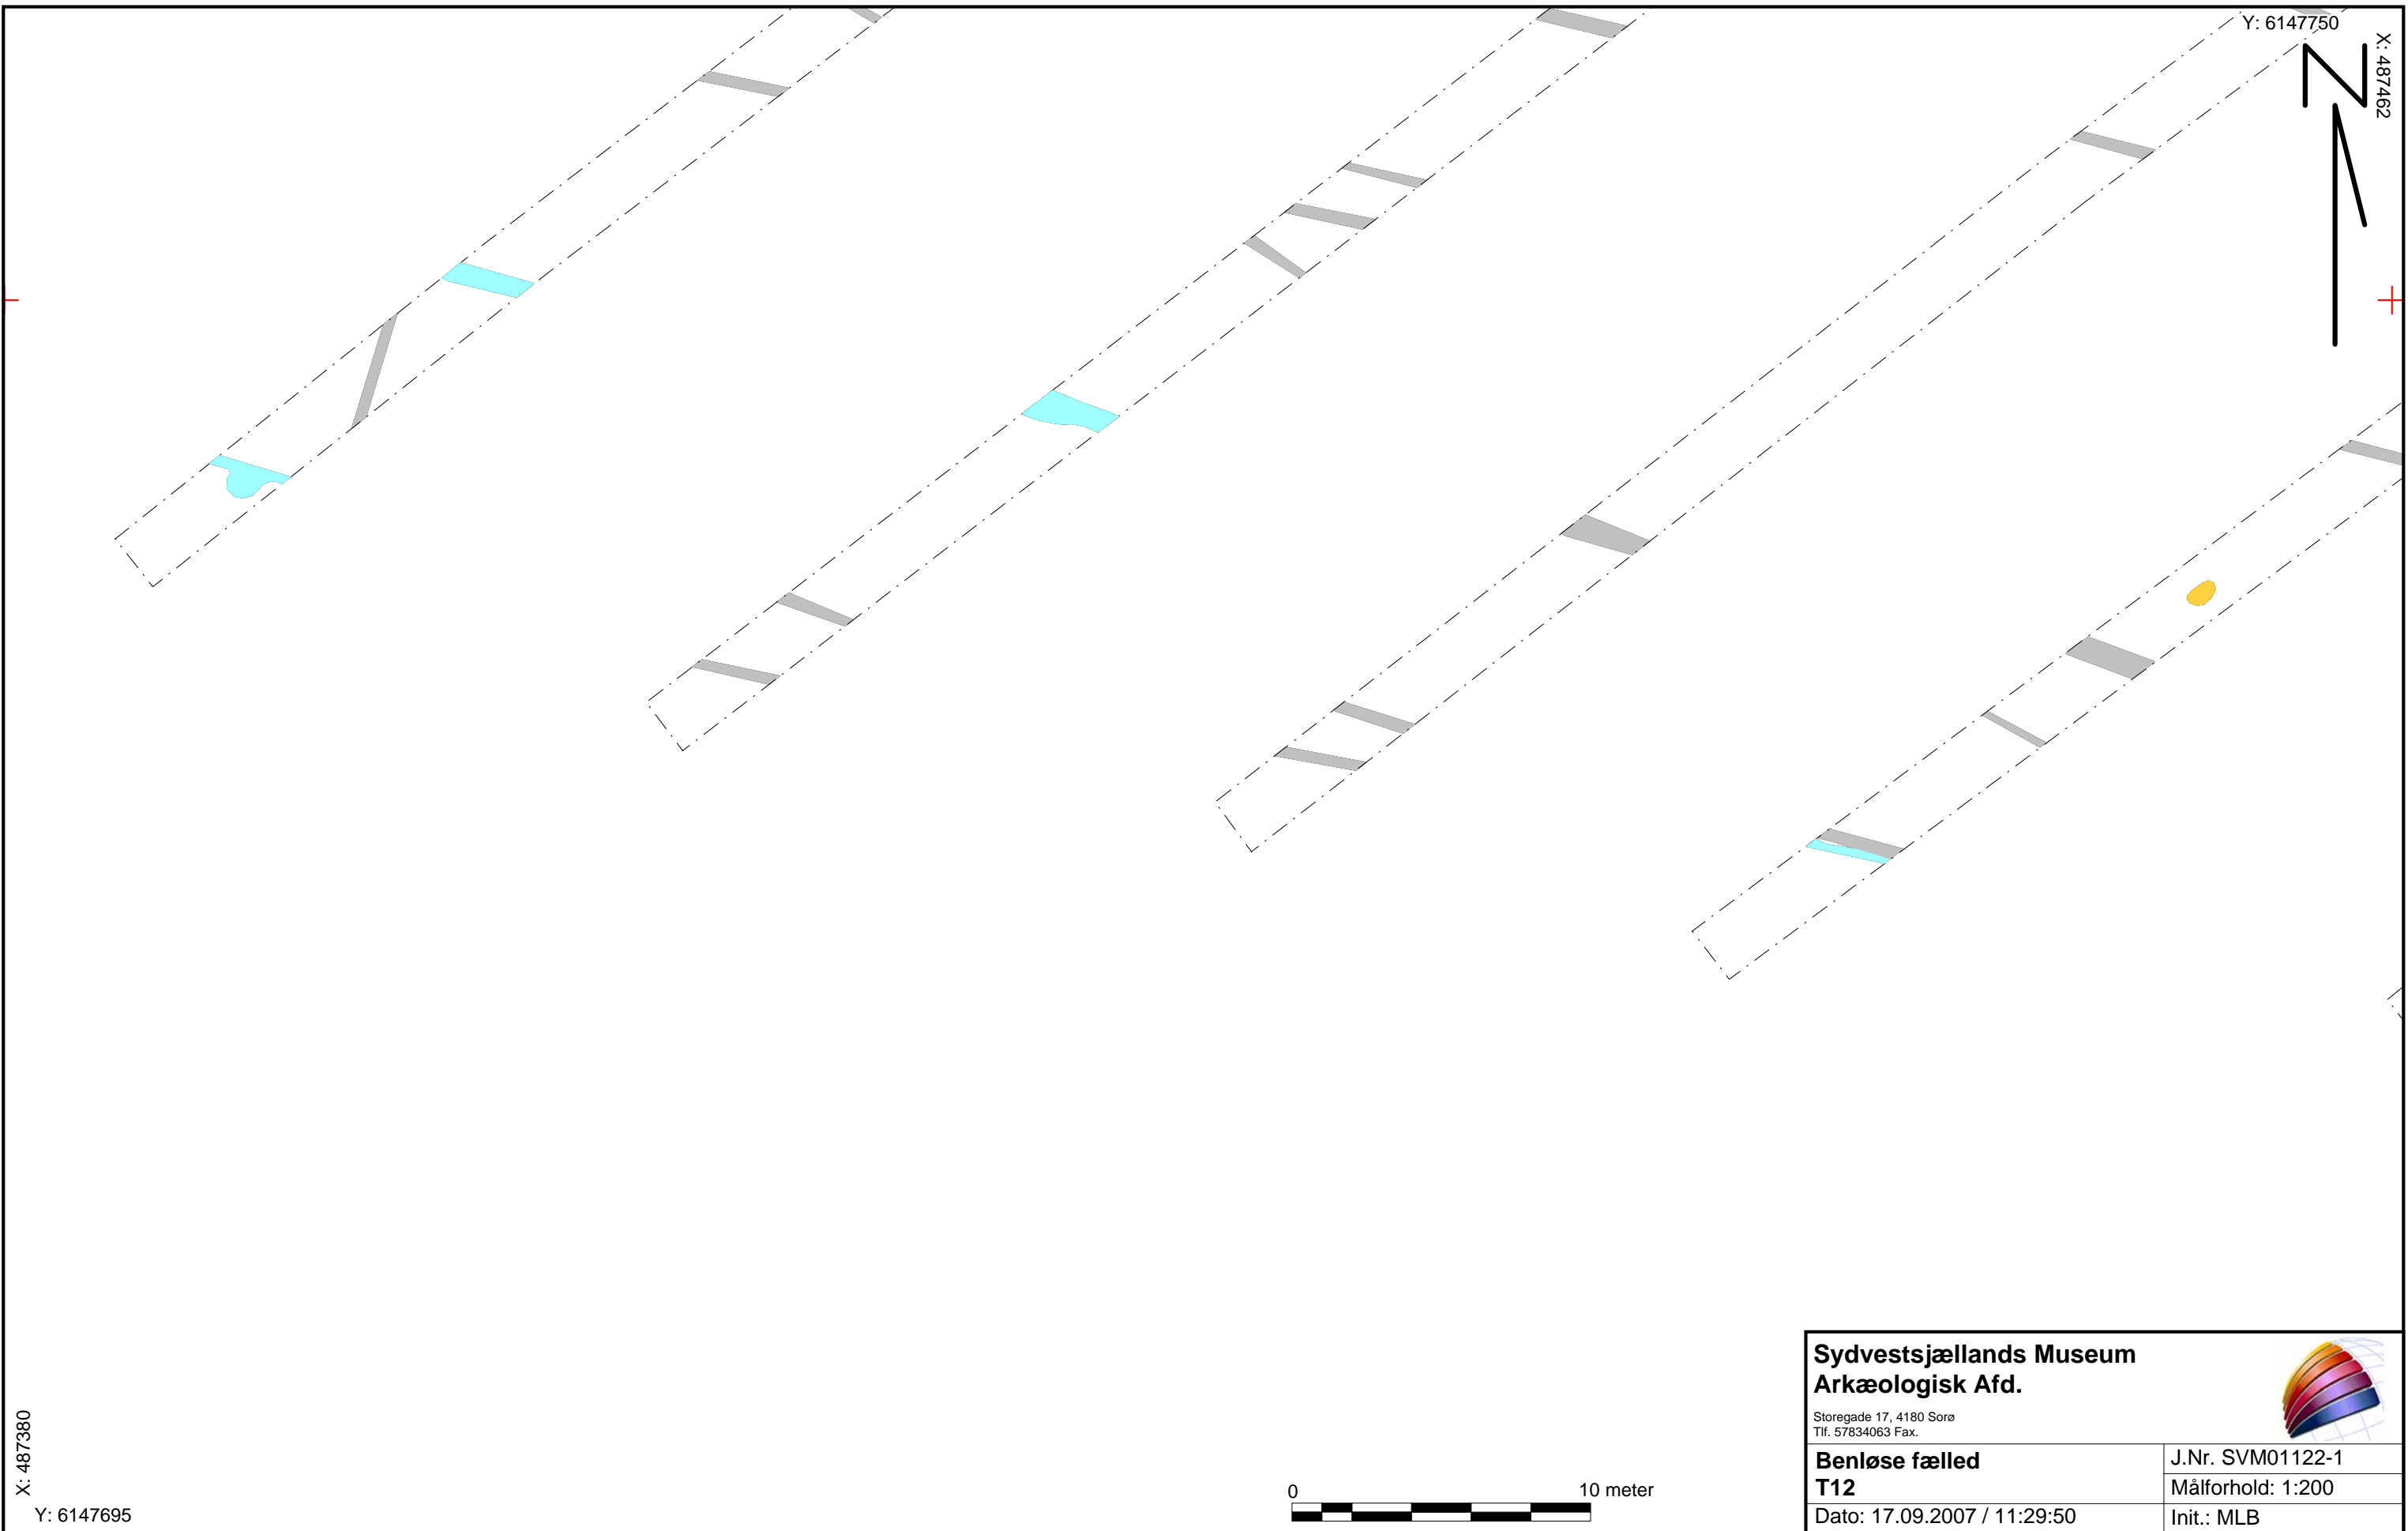 Y: 6147750
X: 487462
X: 487380
Y: 6147695
0 10 meter
Sydvestsjællands Museum
Arkæologisk Afd.
Storegade 17, 4180 Sorø
Tlf. 57834063 Fax.
Benløse fælled
T12
J.Nr. SVM01122-1
Målforhold: 1:200
Dato: 17.09.2007 / 11:29:50
Init.: MLB